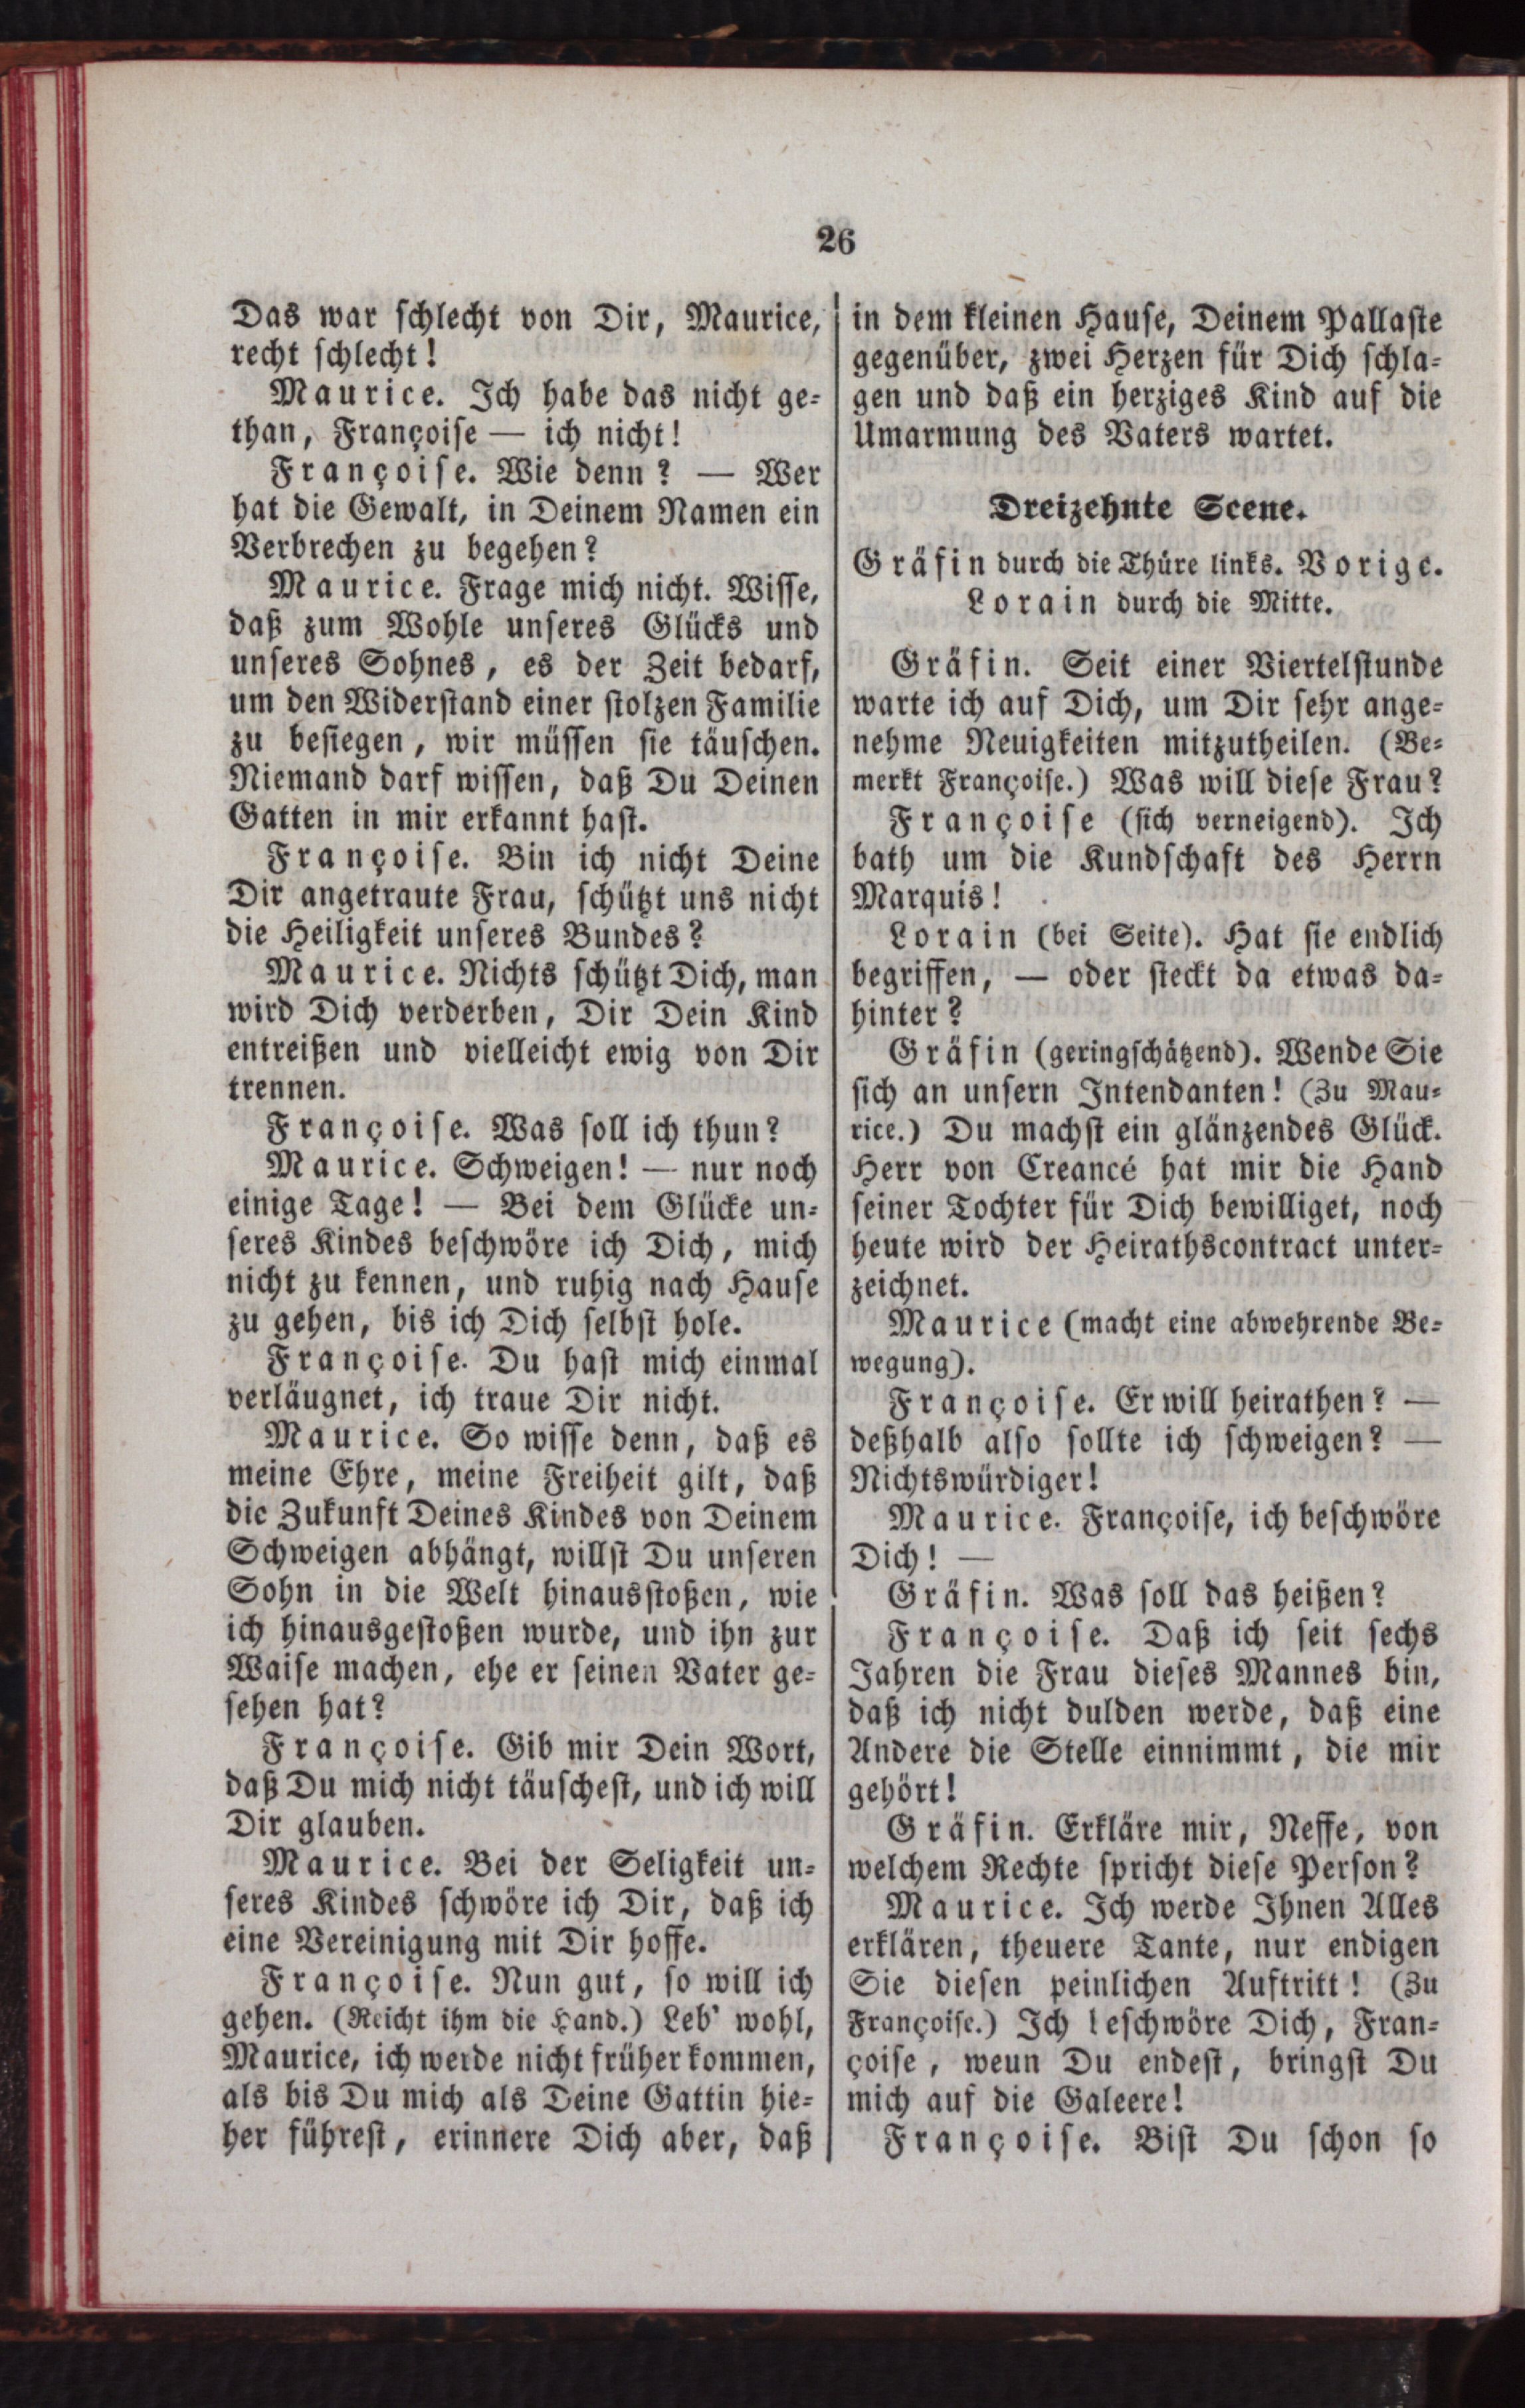 26
Das war schlecht von Dir, Maurice,
recht schlecht!
Maurice. Ich habe das nicht ge-
than, Françoise — ich nicht!
Françoise. Wie denn? — Wer
hat die Gewalt, in Deinem Namen ein
Verbrechen zu begehen?
Maurice. Frage mich nicht. Wisse,
daß zum Wohle unseres Glücks und
unseres Sohnes, es der Zeit bedarf,
um den Widerstand einer stolzen Familie
zu besiegen, wir müssen sie täuschen.
Niemand darf wissen, daß Du Deinen
Gatten in mir erkannt hast.
Françoise. Bin ich nicht Deine
Dir angetraute Frau, schützt uns nicht
die Heiligkeit unseres Bundes?
Maurice. Nichts schützt Dich, man
wird Dich verderben, Dir Dein Kind
entreißen und vielleicht ewig von Dir
trennen.
Françoise. Was soll ich thun?
Maurice. Schweigen! — nur noch
einige Tage! — Bei dem Glücke un-
seres Kindes beschwöre ich Dich, mich
nicht zu kennen, und ruhig nach Hause
zu gehen, bis ich Dich selbst hole.
Françoise. Du hast mich einmal
verläugnet, ich traue Dir nicht.
Maurice. So wisse denn, daß es
meine Ehre, meine Freiheit gilt, daß
die Zukunft Deines Kindes von Deinem
Schweigen abhängt, willst Du unseren
Sohn in die Welt hinausstoßen, wie
ich hinausgestoßen wurde, und ihn zur
Waise machen, ehe er seinen Vater ge-
sehen hat?
Françoise. Gib mir Dein Wort,
daß Du mich nicht täuschest, und ich will
Dir glauben.
Maurice. Bei der Seligkeit un-
seres Kindes schwöre ich Dir, daß ich
eine Vereinigung mit Dir hoffe.
Françoise. Nun gut, so will ich
gehen. (Reicht ihm die Hand.) Leb' wohl,
Maurice, ich werde nicht früher kommen,
als bis Du mich als Deine Gattin hie-
her führest, erinnere Dich aber, daß
in dem kleinen Hause, Deinem Pallaste
gegenüber, zwei Herzen für Dich schla-
gen und daß ein herziges Kind auf die
Umarmung des Vaters wartet.
Dreizehnte Scene.
Gräfin durch die Thüre links. Vorige.
Lorain durch die Mitte.
Gräfin. Seit einer Viertelstunde
warte ich auf Dich, um Dir sehr ange-
nehme Neuigkeiten mitzutheilen. (Be-
merkt Françoise.) Was will diese Frau?
Françoise (sich verneigend). Ich
bath um die Kundschaft des Herrn
Marquis!
Lorain (bei Seite). Hat sie endlich
begriffen, — oder steckt da etwas da-
hinter?
Gräfin (geringschätzend). Wende Sie
sich an unsern Intendanten! (Zu Mau-
rice.) Du machst ein glänzendes Glück.
Herr von Creancé hat mir die Hand
seiner Tochter für Dich bewilliget, noch
heute wird der Heirathscontract unter-
zeichnet.
Maurice (macht eine abwehrende Be-
wegung).
Françoise. Er will heirathen? —
deßhalb also sollte ich schweigen? —
Nichtswürdiger!
Maurice. Françoise, ich beschwöre
Dich! —
Gräfin. Was soll das heißen?
Françoise. Daß ich seit sechs
Jahren die Frau dieses Mannes bin,
daß ich nicht dulden werde, daß eine
Andere die Stelle einnimmt, die mir
gehört!
Gräfin. Erkläre mir, Neffe, von
welchem Rechte spricht diese Person?
Maurice. Ich werde Ihnen Alles
erklären, theuere Tante, nur endigen
Sie diesen peinlichen Auftritt! (Zu
Françoise.) Ich beschwöre Dich, Fran-
çoise, weun Du endest, bringst Du
mich auf die Galeere!
Françoise. Bist Du schon so